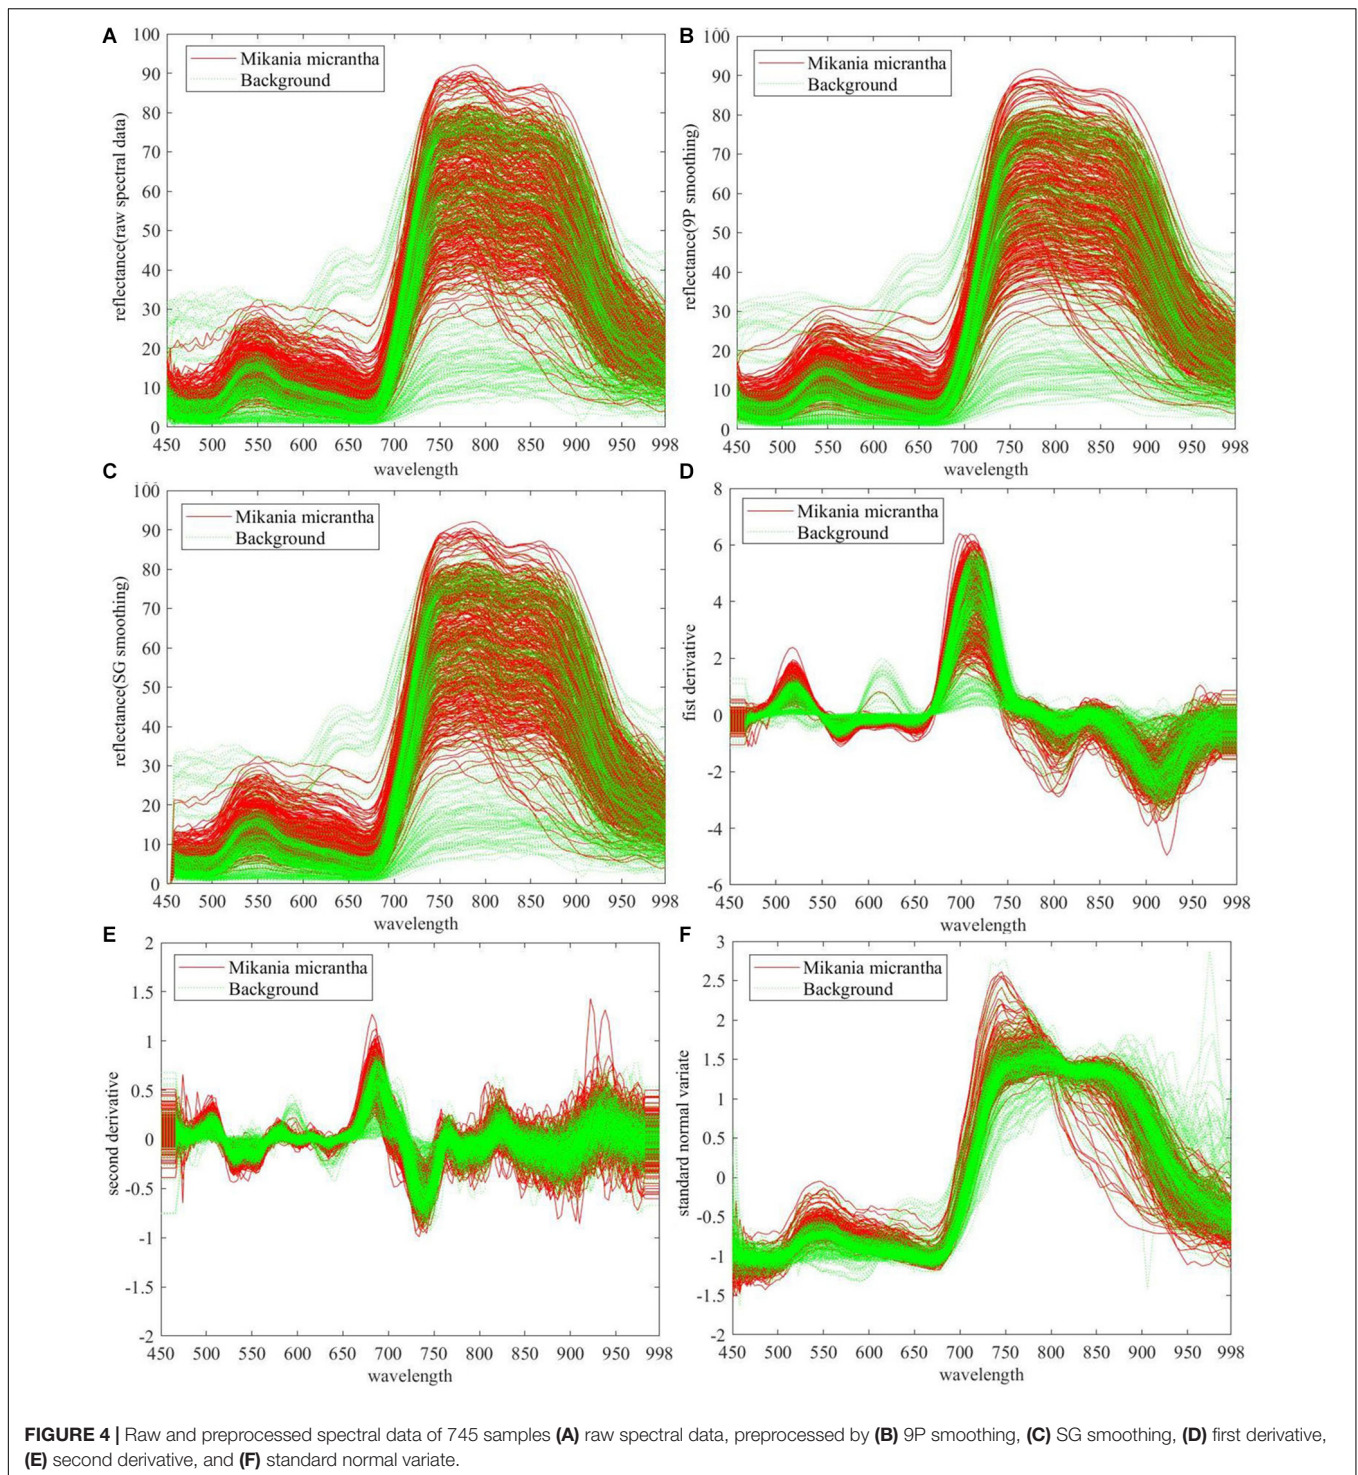 A
100
90
80
70
60
50
40
30
20
10
0
reflectance(raw spectral data)
Mikania micrantha
Background
450 500 550 600 650 700 750 800 850 900 950 998
wavelength
B
100
90
80
70
60
50
40
30
20
10
0
reflectance(9P smoothing)
Mikania micrantha
Background
450 500 550 600 650 700 750 800 850 900 950 998
wavelength
C
100
90
80
70
60
50
40
30
20
10
0
reflectance(SG smoothing)
Mikania micrantha
Background
450 500 550 600 650 700 750 800 850 900 950 998
wavelength
D
8
6
4
2
0
-2
-4
-6
fist derivative
Mikania micrantha
Background
450 500 550 600 650 700 750 800 850 900 950 998
wavelength
E
2
1.5
1
0.5
0
-0.5
-1
-1.5
-2
second derivative
Mikania micrantha
Background
450 500 550 600 650 700 750 800 850 900 950 998
wavelength
F
3
2.5
2
1.5
1
0.5
0
-0.5
-1
-1.5
-2
standard normal variate
Mikania micrantha
Background
450 500 550 600 650 700 750 800 850 900 950 998
wavelength
FIGURE 4 | Raw and preprocessed spectral data of 745 samples (A) raw spectral data, preprocessed by (B) 9P smoothing, (C) SG smoothing, (D) first derivative,
(E) second derivative, and (F) standard normal variate.